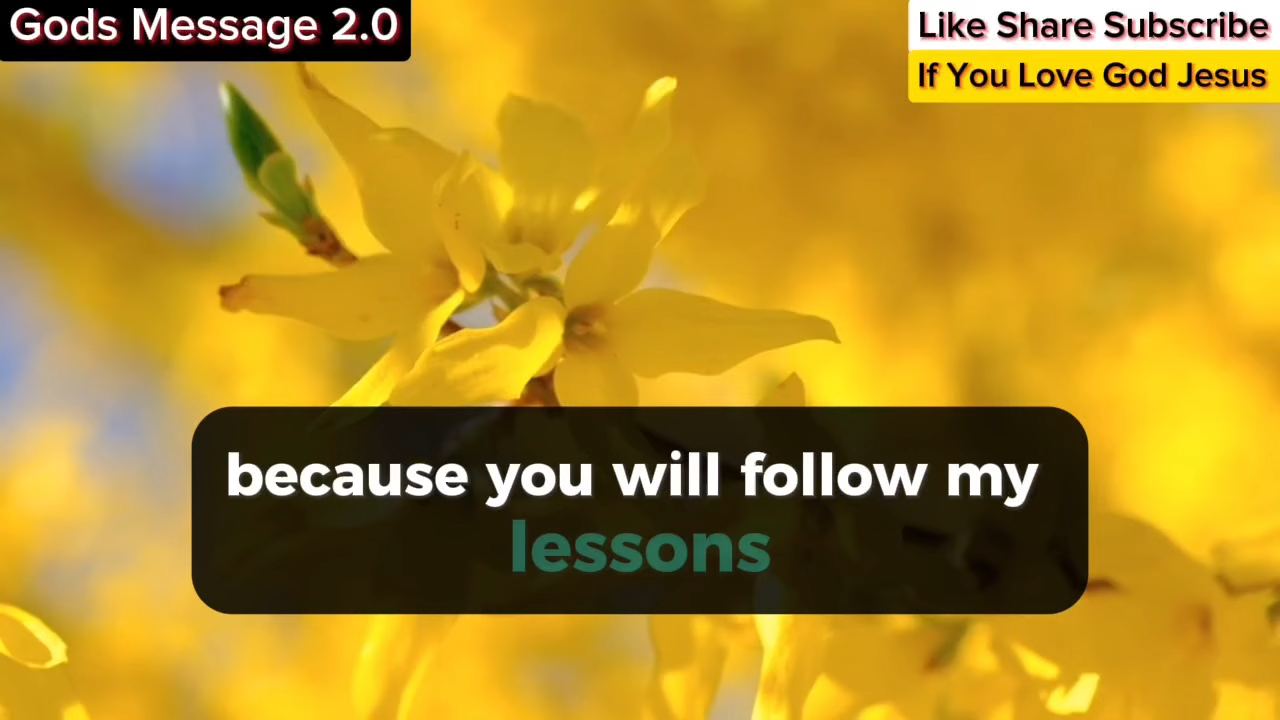 Gods Message 2.0
Like Share Subscribe
If You Love God Jesus
because you will follow my
lessons